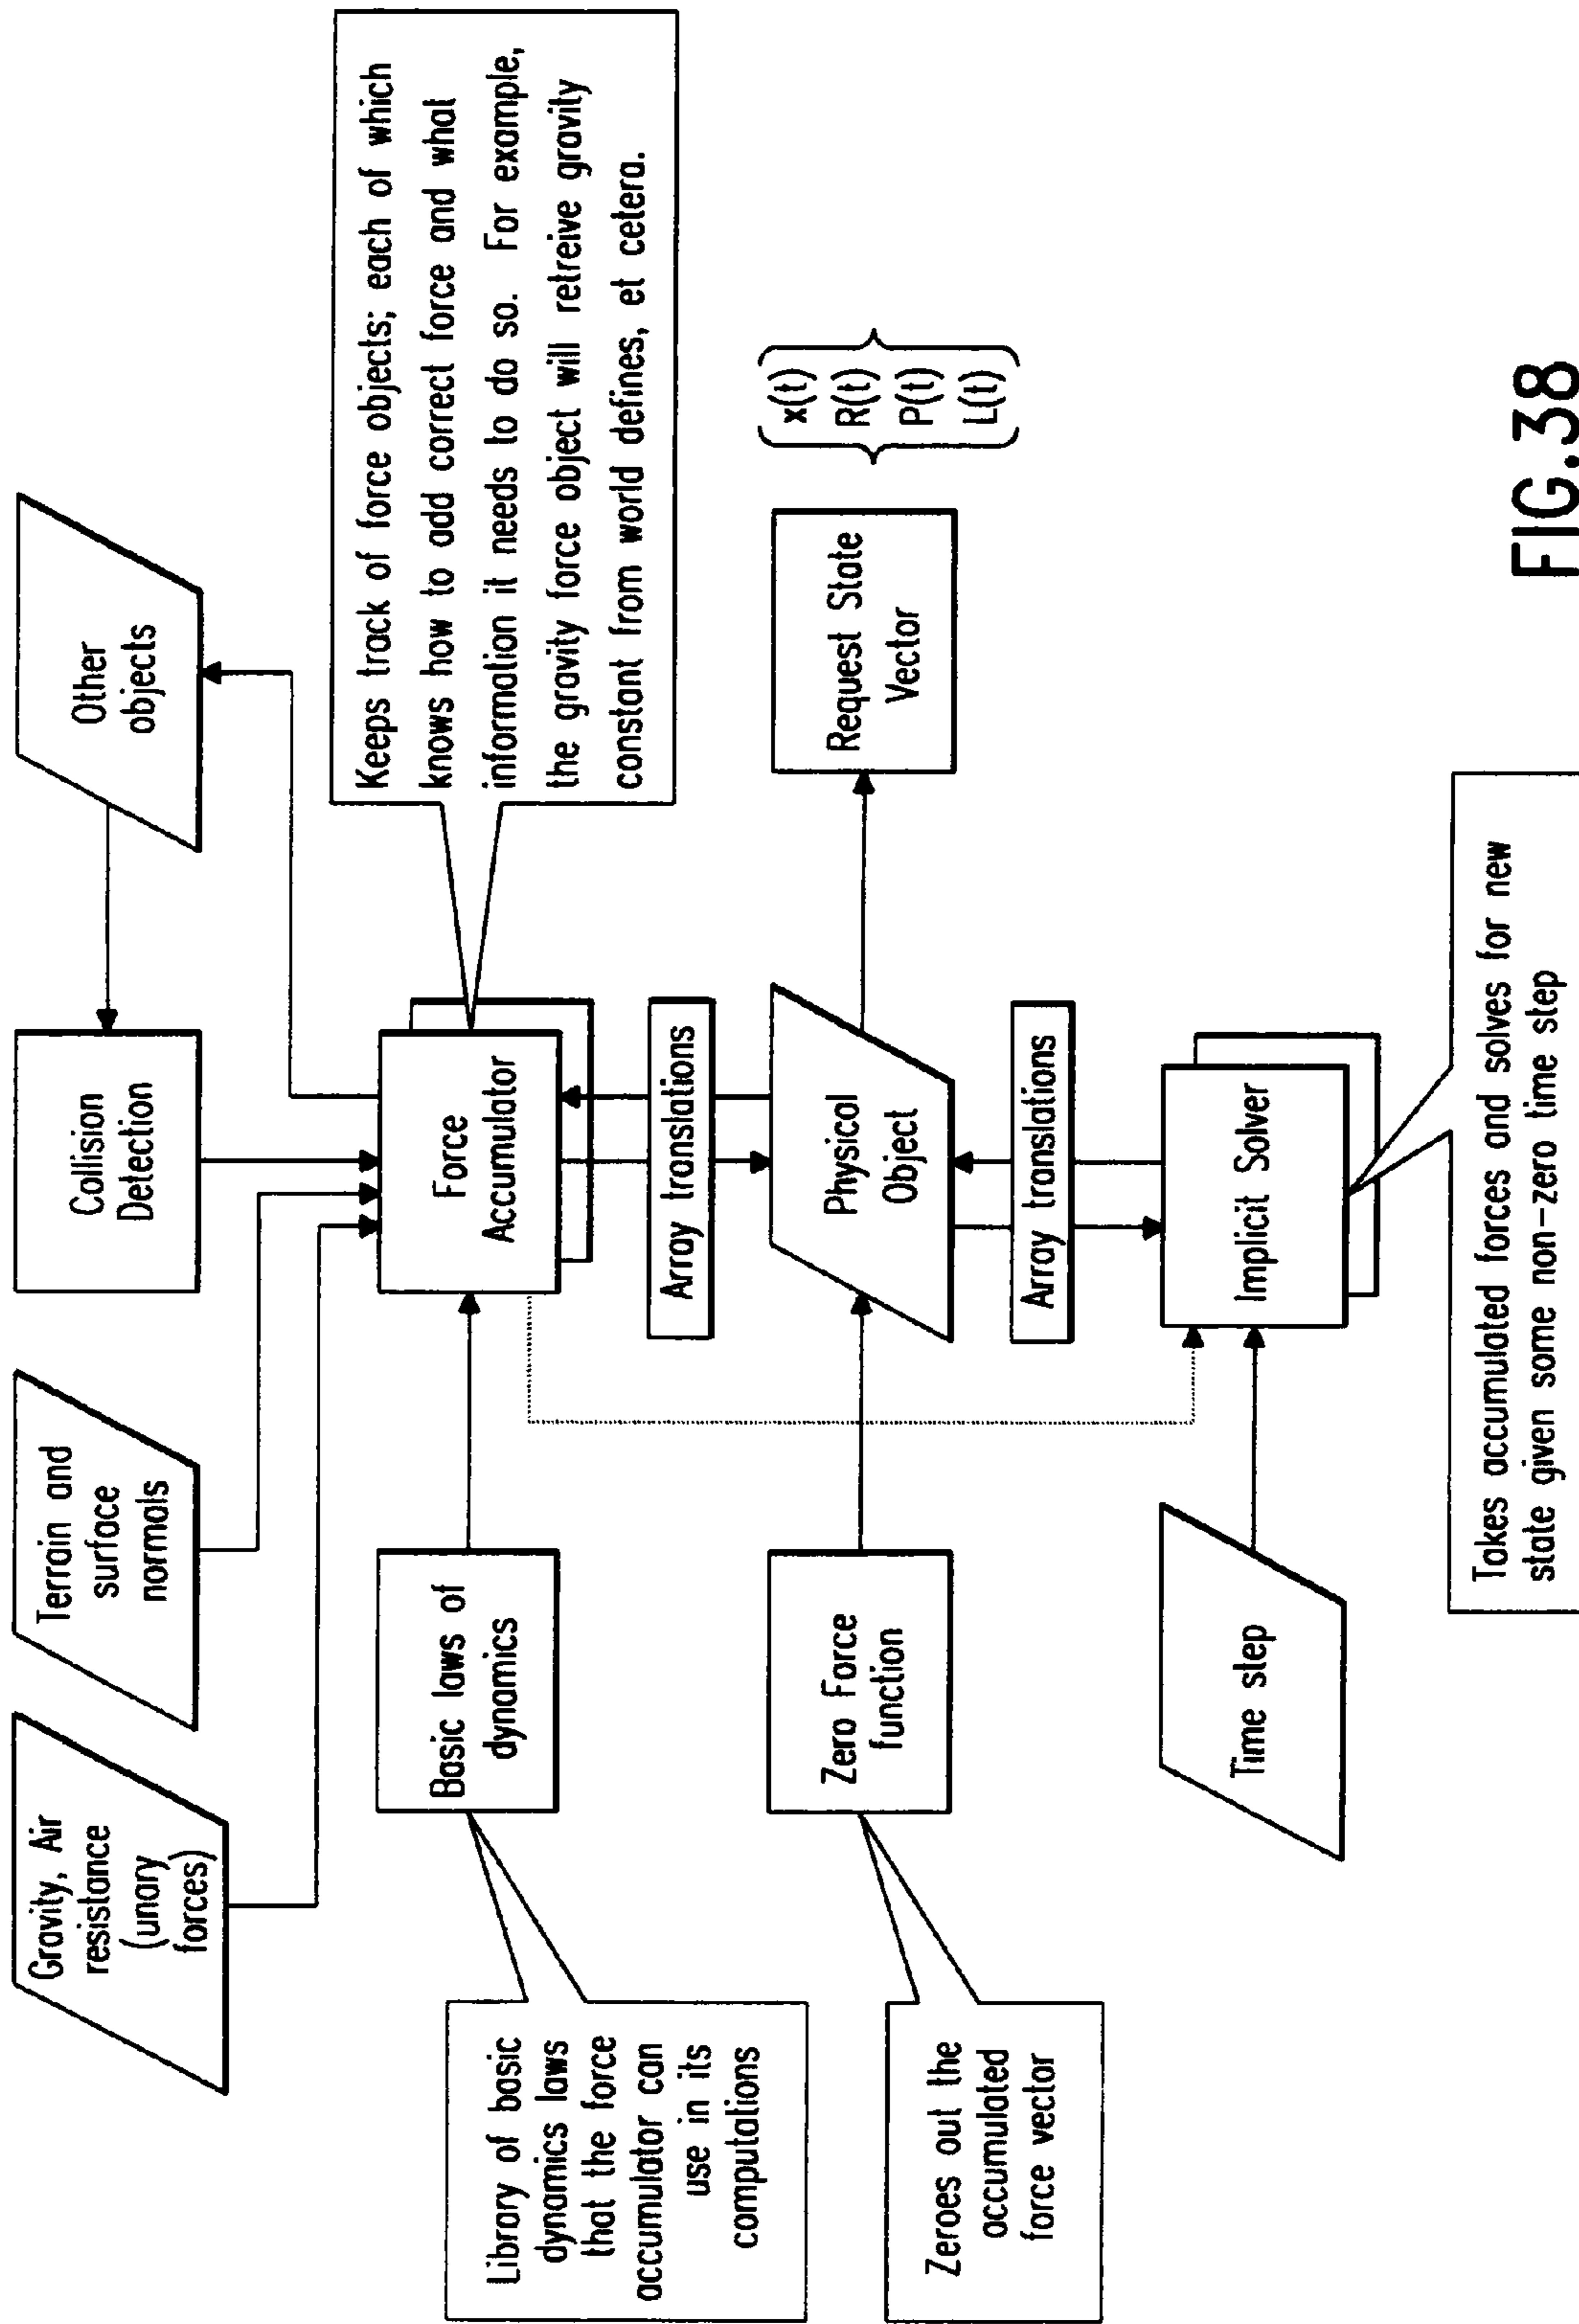 Gravity, Air
resistance
(unary
forces)
Terrain and
surface
normals
Collision
Detection
Other
objects
Library of basic
dynamics laws
that the force
accumulator can
use in its
computations
Basic laws of
dynamics
Force
Accumulator
Keeps track of force objects; each of which
knows how to add correct force and what
information it needs to do so. For example,
the gravity force object will retreive gravity
constant from world defines, et cetera.
Array translations
Zeroes out the
accumulated
force vector
Zero Force
function
Physical
Object
Request State
Vector
x(t)
R(t)
P(t)
L(t)
Array translations
Time step
Implicit Solver
Takes accumulated forces and solves for new
state given some non-zero time step
FIG.38